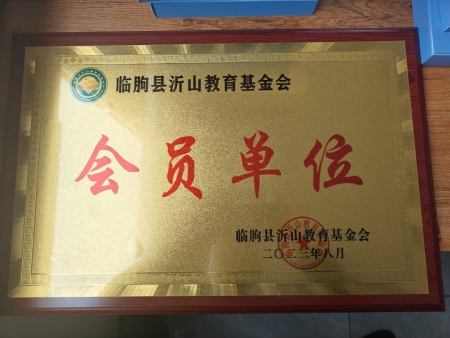 临朐县沂山教育基金会
会员单位
临朐县沂山教育基金会
二〇二三年八月